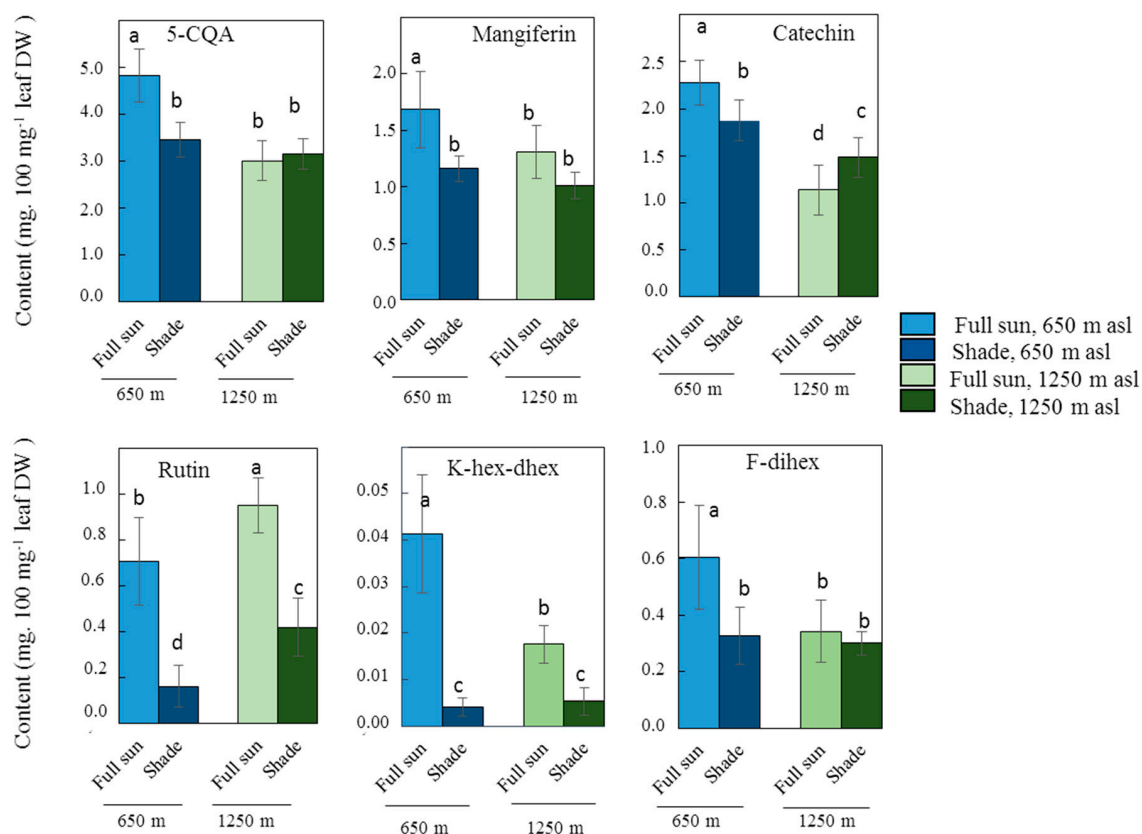 5-CQA
Content (mg. 100 mg-1 leaf DW )
5.0
4.0
3.0
2.0
1.0
0.0
a
b
b
b
Full sun
Shade
Full sun
Shade
650 m
1250 m
Mangiferin
2.0
1.5
1.0
0.5
0.0
a
b
b
b
Full sun
Shade
Full sun
Shade
650 m
1250 m
Catechin
2.5
2.0
1.5
1.0
0.5
0.0
a
b
d
c
Full sun
Shade
Full sun
Shade
650 m
1250 m
Full sun, 650 m asl
Shade, 650 m asl
Full sun, 1250 m asl
Shade, 1250 m asl
Rutin
Content (mg. 100 mg-1 leaf DW )
1.0
0.8
0.6
0.4
0.2
0.0
b
d
a
c
Full sun
Shade
Full sun
Shade
650 m
1250 m
K-hex-dhex
0.05
0.04
0.03
0.02
0.01
0.00
a
c
b
c
Full sun
Shade
Full sun
Shade
650 m
1250 m
F-dihex
1.0
0.8
0.6
0.4
0.2
0.0
a
b
b
b
Full sun
Shade
Full sun
Shade
650 m
1250 m